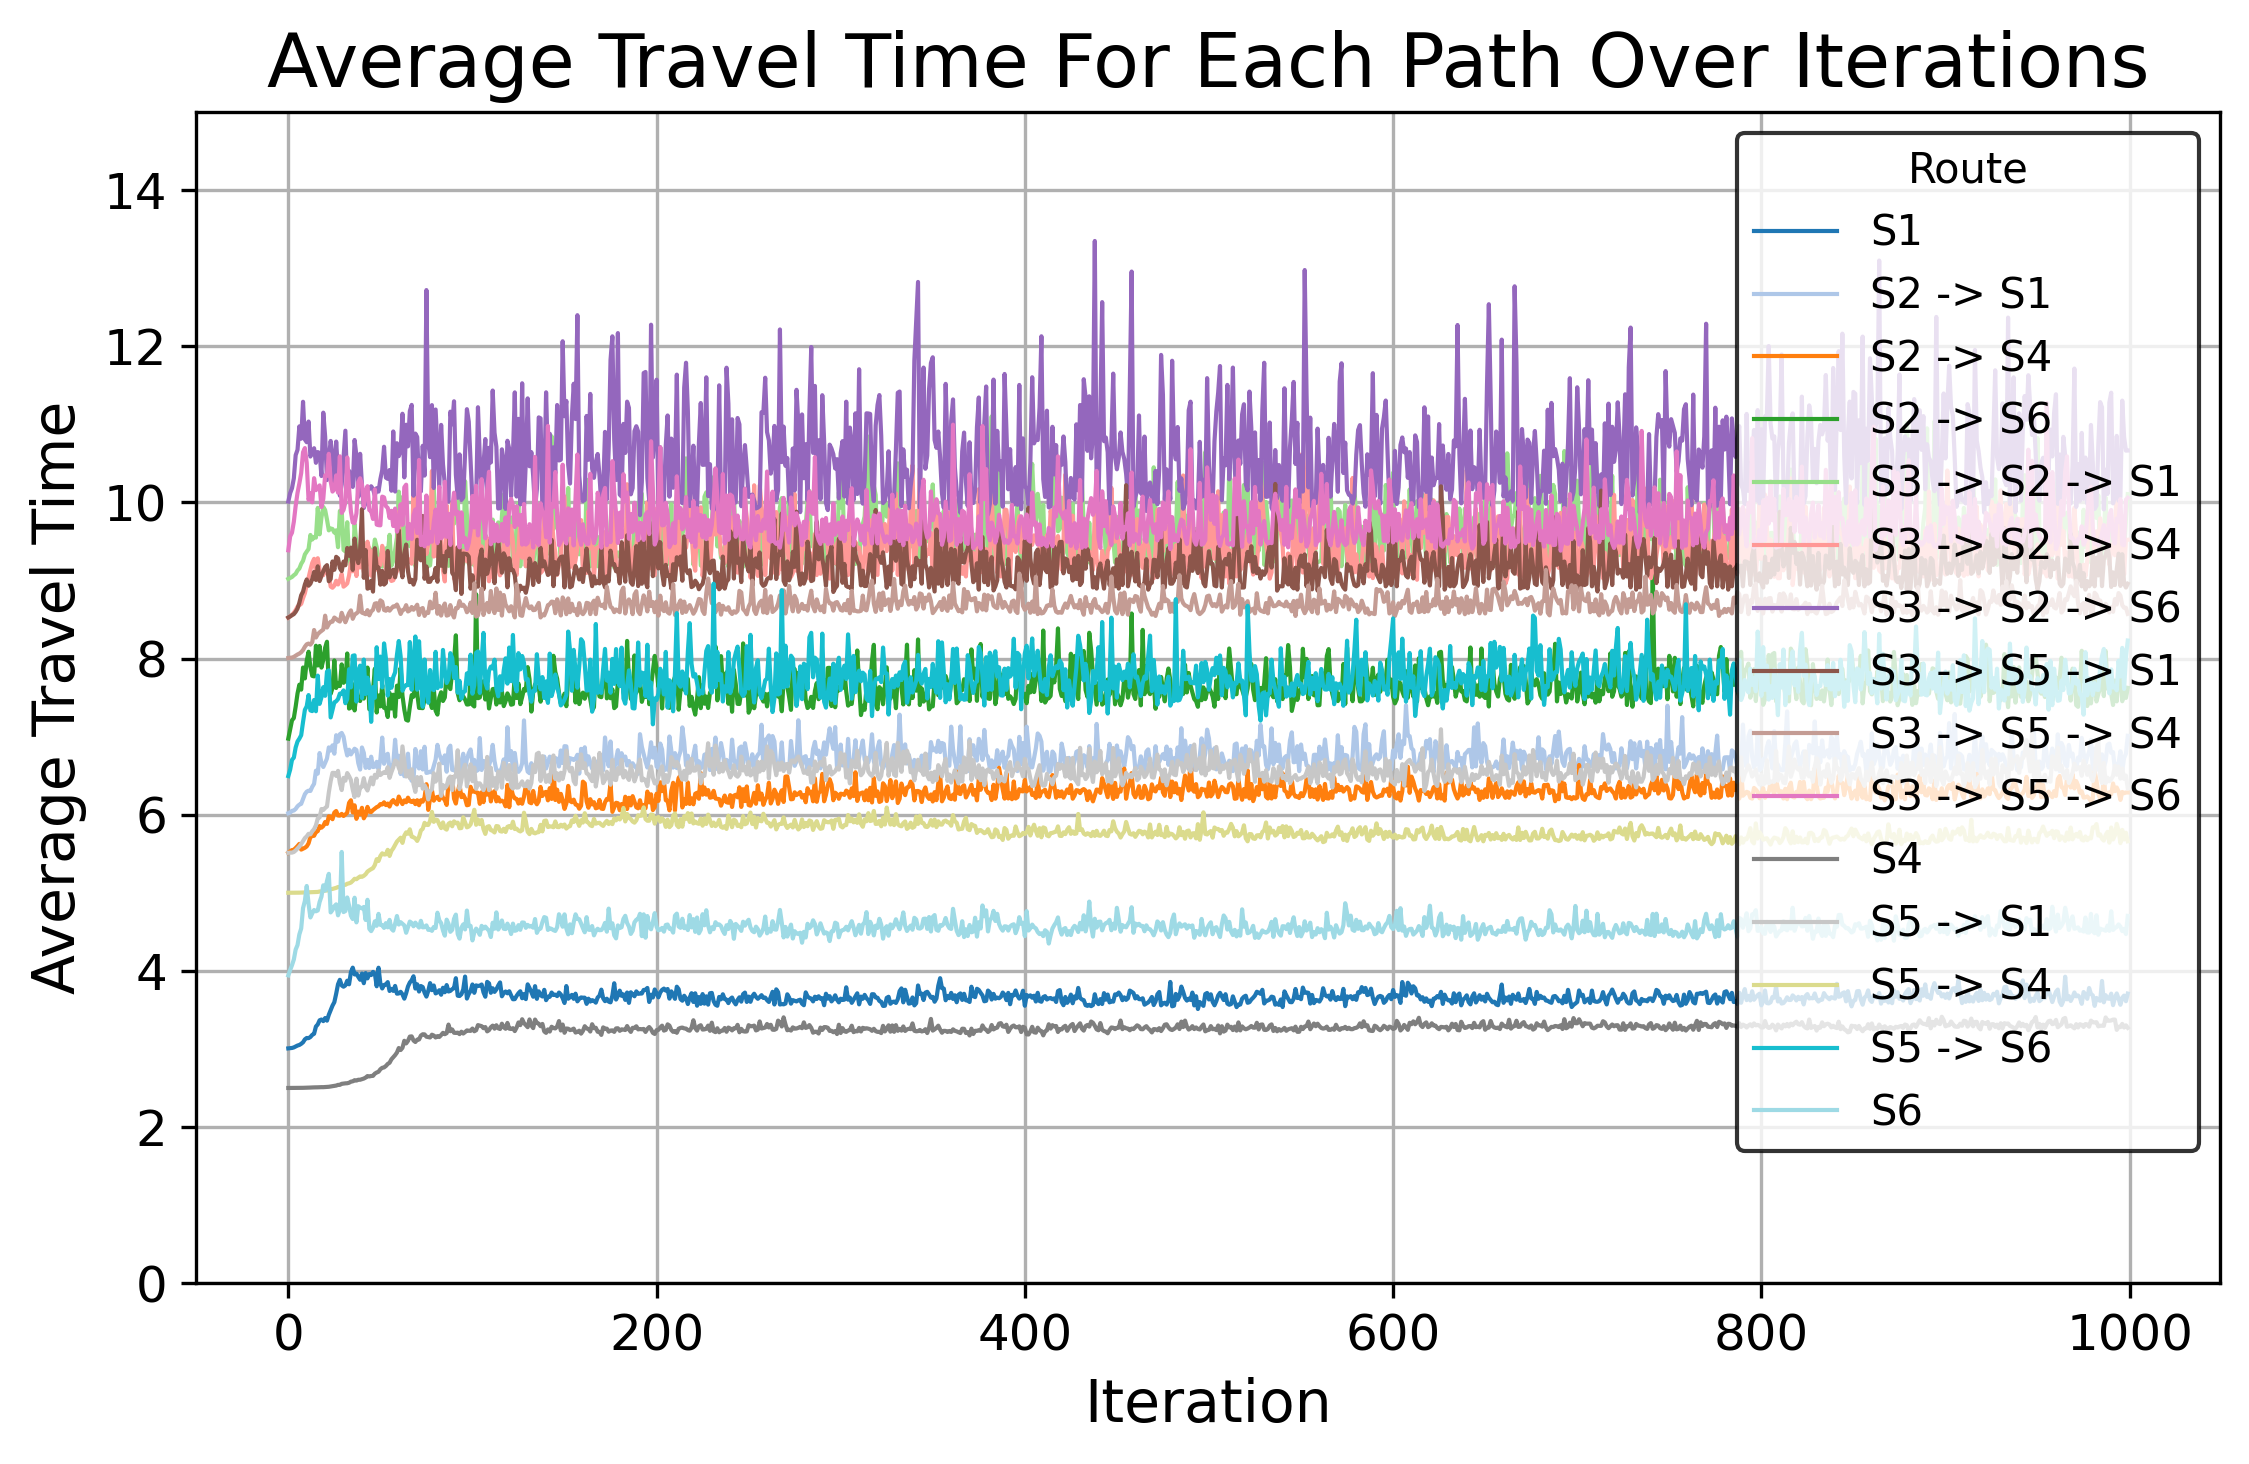 Average Travel Time For Each Path Over Iterations
Average Travel Time
14
12
10
8
6
4
2
0
0 200 400 600 800 1000
Iteration
Route
S1
S2 -> S1
S2 -> S4
S2 -> S6
S3 -> S2 -> S1
S3 -> S2 -> S4
S3 -> S2 -> S6
S3 -> S5 -> S1
S3 -> S5 -> S4
S3 -> S5 -> S6
S4
S5 -> S1
S5 -> S4
S5 -> S6
S6